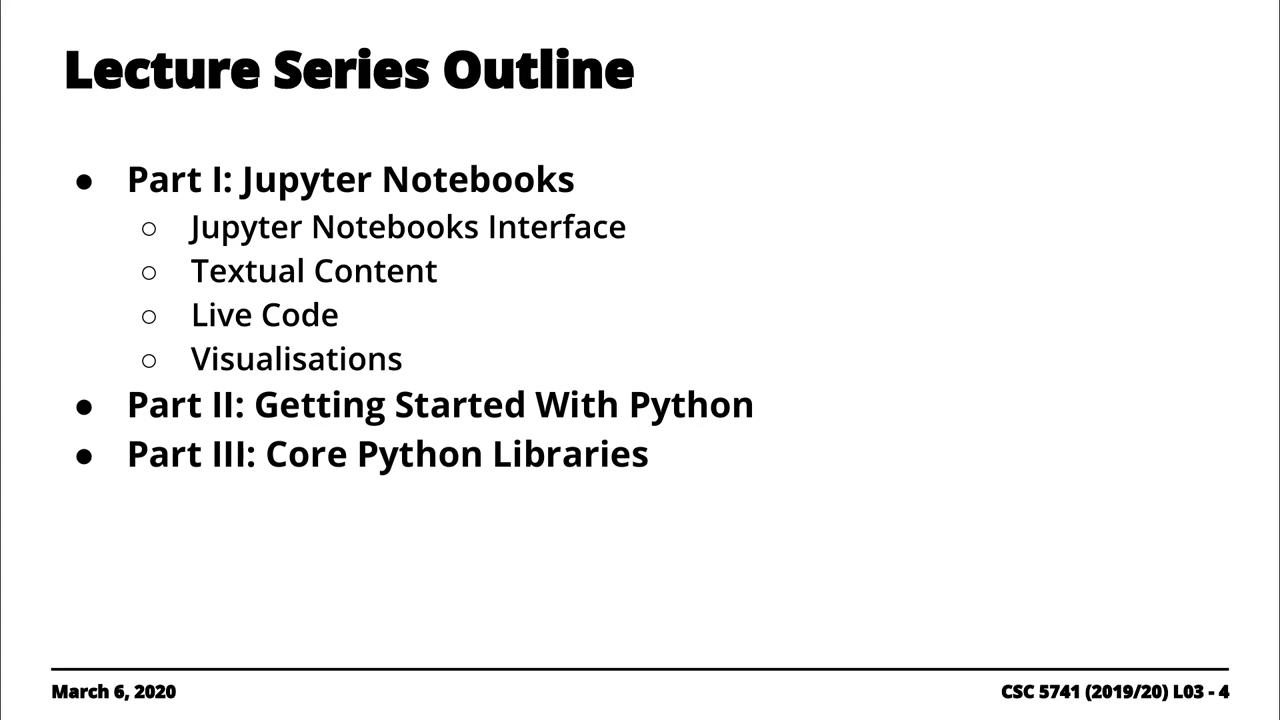 Lecture Series Outline
● Part I: Jupyter Notebooks
○ Jupyter Notebooks Interface
○ Textual Content
○ Live Code
○ Visualisations
● Part II: Getting Started With Python
● Part III: Core Python Libraries
March 6, 2020
CSC 5741 (2019/20) L03 - 4